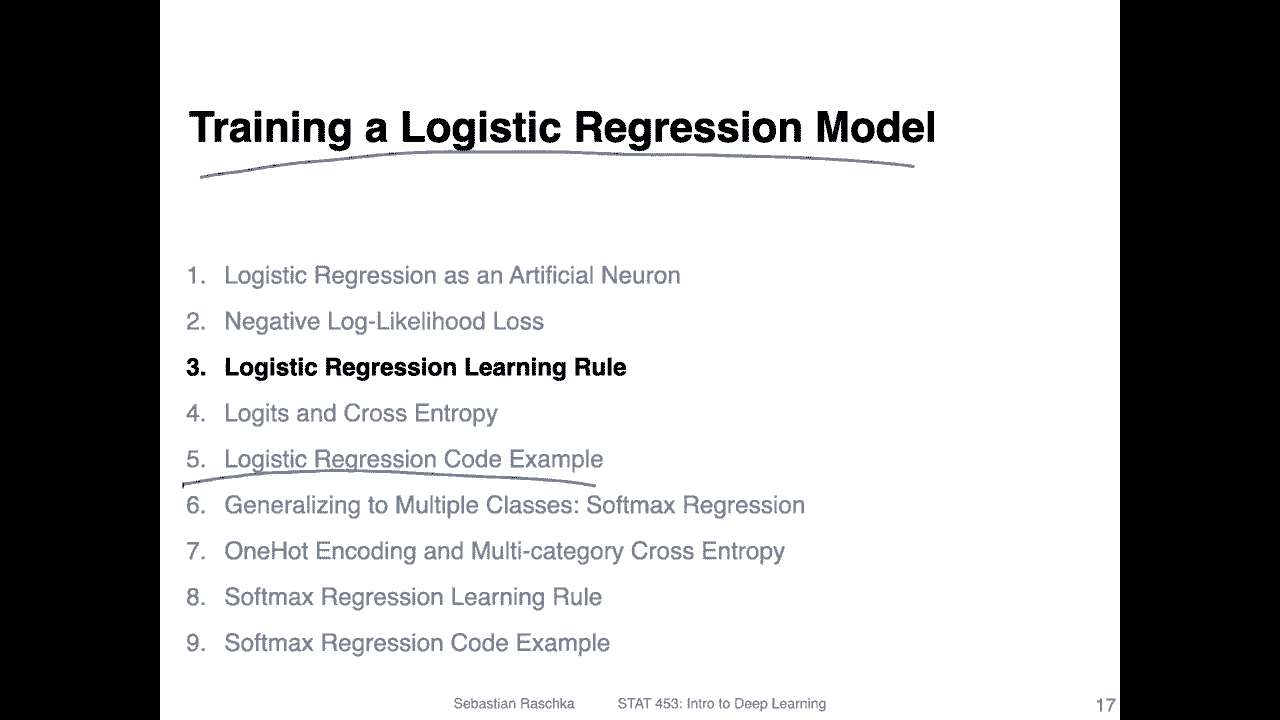 Training a Logistic Regression Model
1. Logistic Regression as an Artificial Neuron
2. Negative Log-Likelihood Loss
3. Logistic Regression Learning Rule
4. Logits and Cross Entropy
5. Logistic Regression Code Example
6. Generalizing to Multiple Classes: Softmax Regression
7. OneHot Encoding and Multi-category Cross Entropy
8. Softmax Regression Learning Rule
9. Softmax Regression Code Example
Sebastian Raschka STAT 453: Intro to Deep Learning 17